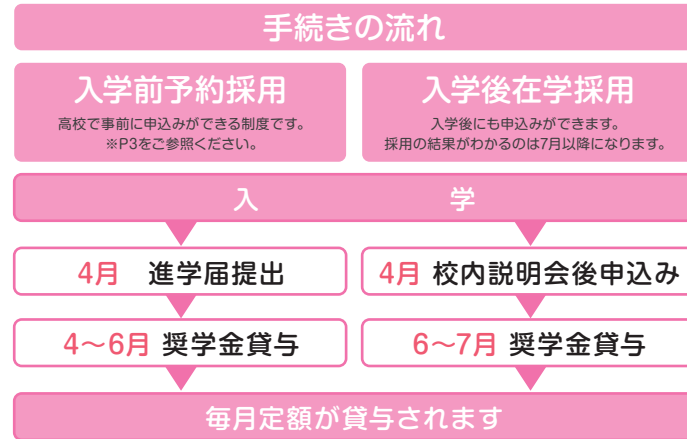 手続きの流れ
入学前予約採用
高校で事前に申込みができる制度です。
※P3をご参照ください。
入学後在学採用
入学後にも申込みができます。
採用の結果がわかるのは7月以降になります。
入　学
4月　進学届提出
4月 校内説明会後申込み
4～6月 奨学金貸与
6～7月 奨学金貸与
毎月定額が貸与されます